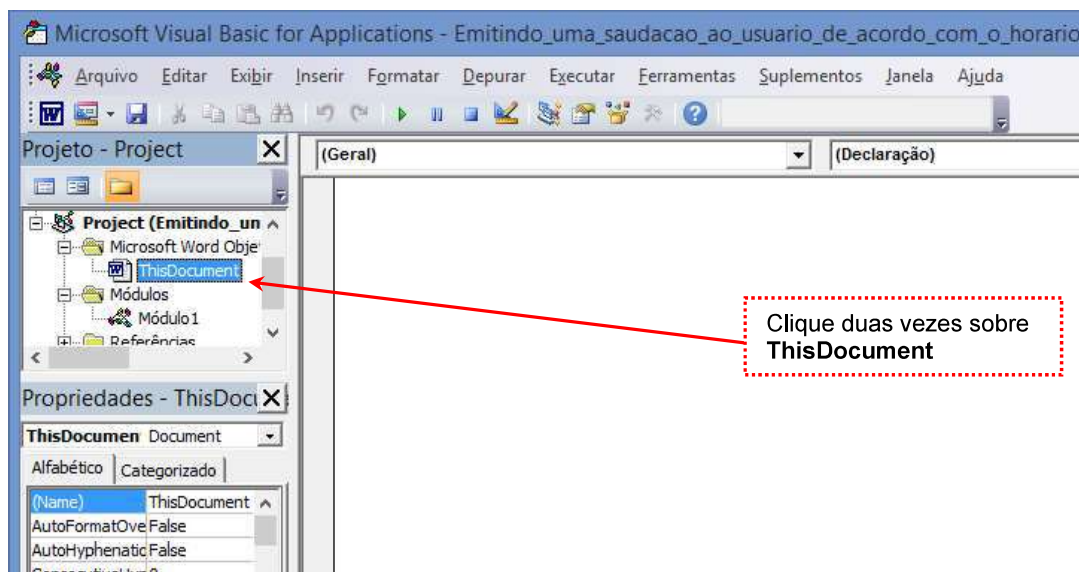 Microsoft Visual Basic for Applications - Emitindo_uma_saudacao_ao_usuario_de_acordo_com_o_horario
Arquivo Editar Exibir Inserir Formatar Depurar Executar Ferramentas Suplementos Janela Ajuda
Projeto - Project
(Geral) (Declaração)
Project (Emitindo_un
Microsoft Word Obje
ThisDocument
Módulos
Módulo1
Referências
Clique duas vezes sobre
ThisDocument
Propriedades - ThisDocu
ThisDocumen Document
Alfabético Categorizado
(Name) ThisDocument
AutoFormatOve False
AutoHyphenatic False